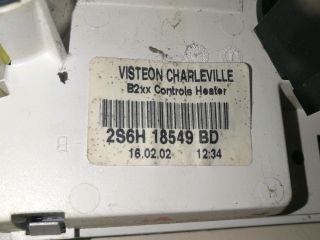 VISTEON CHARLEVILLE
B2xx Controls Heater
2S6H 18549 BD
16.02.02 12:34